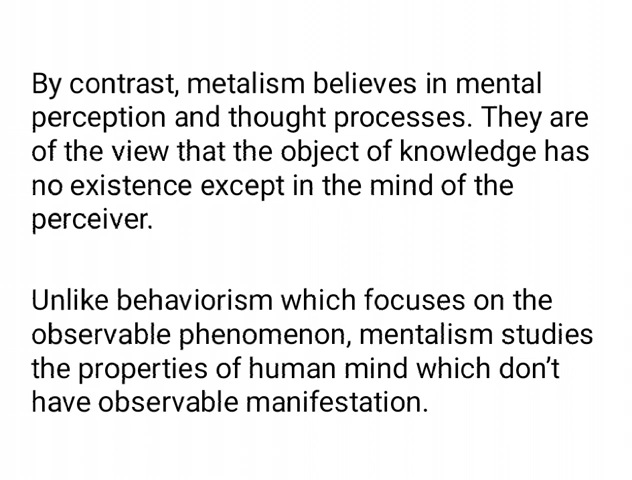 By contrast, metalism believes in mental
perception and thought processes. They are
of the view that the object of knowledge has
no existence except in the mind of the
perceiver.
Unlike behaviorism which focuses on the
observable phenomenon, mentalism studies
the properties of human mind which don’t
have observable manifestation.